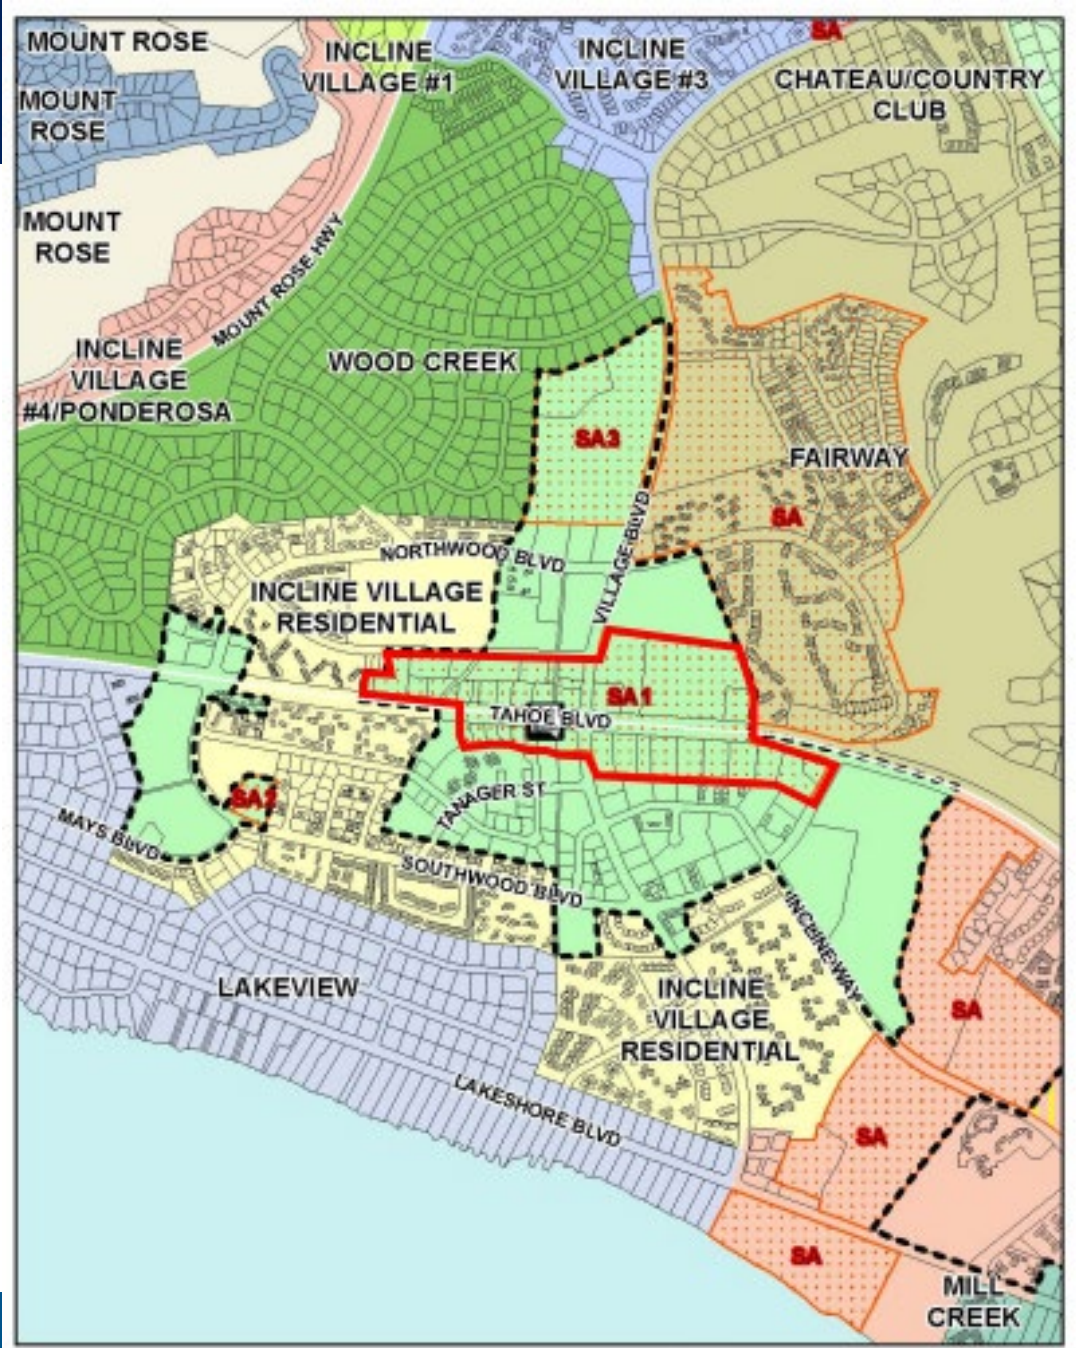 SA
MOUNT ROSE
INCLINE
VILLAGE #1
INCLINE
VILLAGE #3
CHATEAU/COUNTRY
CLUB
MOUNT
ROSE
MOUNT
ROSE
MOUNT ROSE HWY
INCLINE
VILLAGE
#4/PONDEROSA
WOOD CREEK
SA3
FAIRWAY
SA
VILLAGE BLVD
NORTHWOOD BLVD
INCLINE VILLAGE
RESIDENTIAL
SA1
TAHOE BLVD
SA2
TANAGER ST
MAYS BLVD
SOUTHWOOD BLVD
INCLINE WAY
LAKEVIEW
INCLINE
VILLAGE
RESIDENTIAL
SA
LAKESHORE BLVD
SA
SA
MILL
CREEK